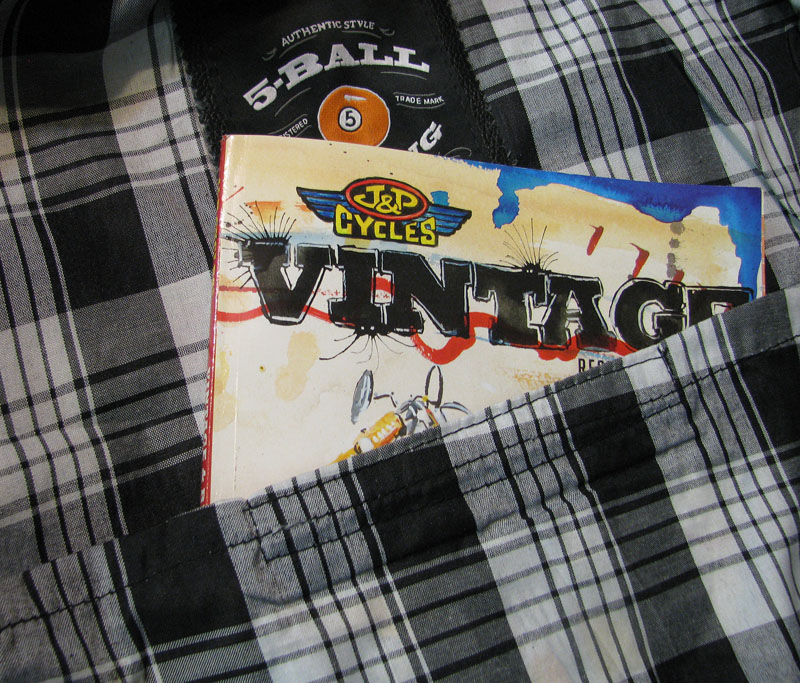 AUTHENTIC STYLE
5-BALL
TRADE MARK
5
J&P
CYCLES
VINTAGE